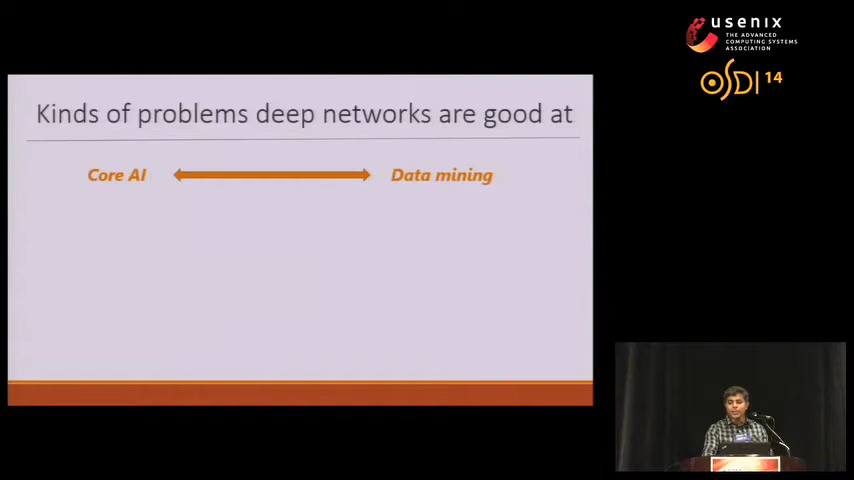 usenix
THE ADVANCED
COMPUTING SYSTEMS
ASSOCIATION
OSDI 14
Kinds of problems deep networks are good at
Core AI
Data mining